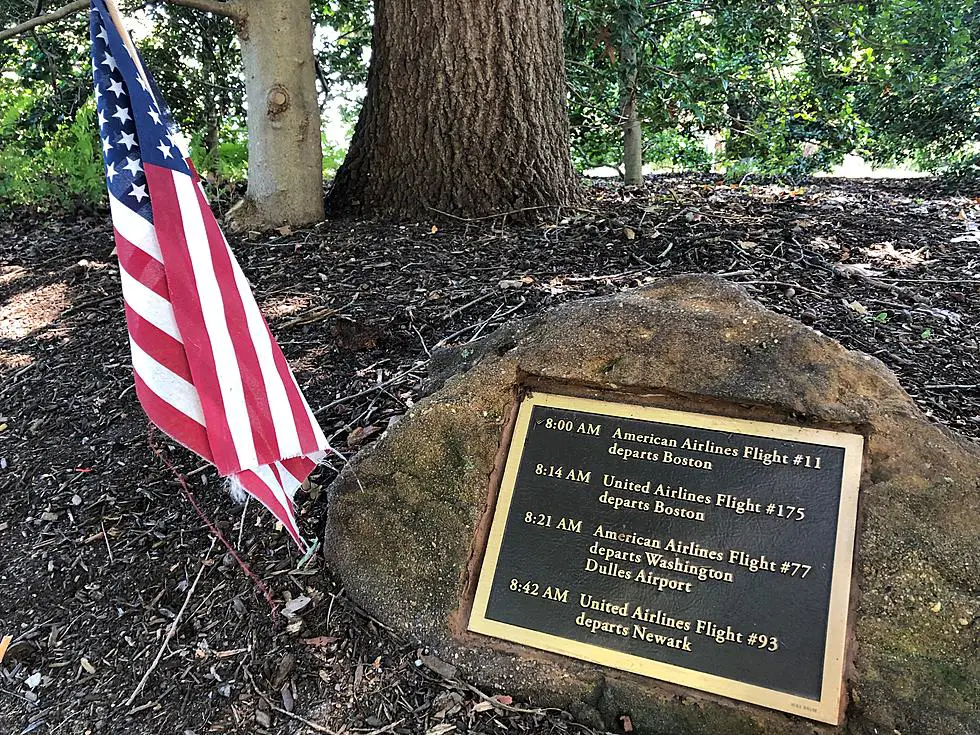 8:00 AM American Airlines Flight #11
departs Boston
8:14 AM United Airlines Flight #175
departs Boston
8:21 AM American Airlines Flight #77
departs Washington
Dulles Airport
8:42 AM United Airlines Flight #93
departs Newark